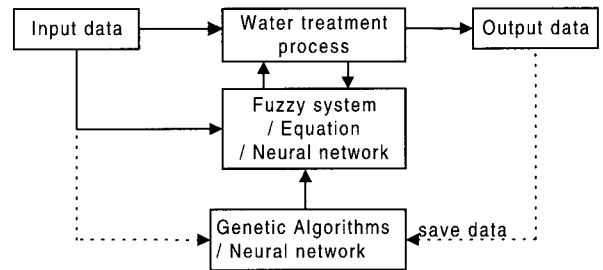 Input data
Water treatment
process
Output data
Fuzzy system
/ Equation
/ Neural network
Genetic Algorithms
/ Neural network
save data